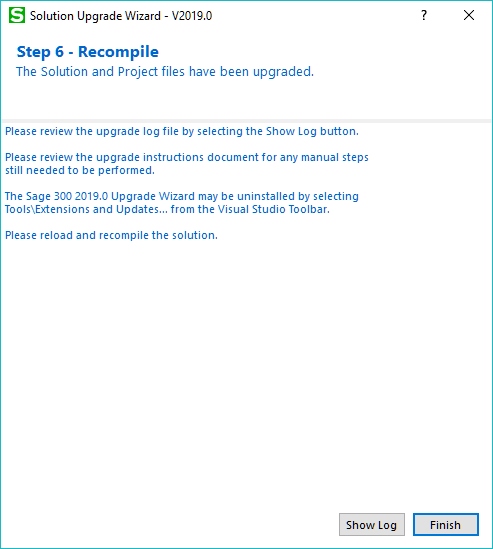 S Solution Upgrade Wizard - V2019.0 ?
Step 6 - Recompile
The Solution and Project files have been upgraded.
Please review the upgrade log file by selecting the Show Log button.
Please review the upgrade instructions document for any manual steps
still needed to be performed.
The Sage 300 2019.0 Upgrade Wizard may be uninstalled by selecting
Tools\Extensions and Updates... from the Visual Studio Toolbar.
Please reload and recompile the solution.
Show Log Finish